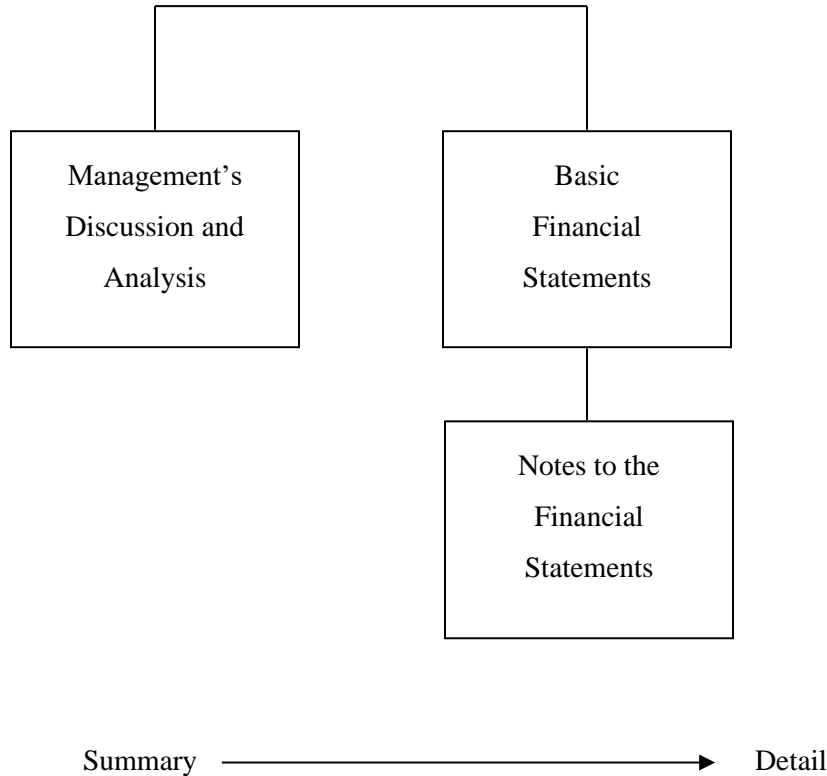 Management’s
Discussion and
Analysis
Basic
Financial
Statements
Notes to the
Financial
Statements
Summary
Detail